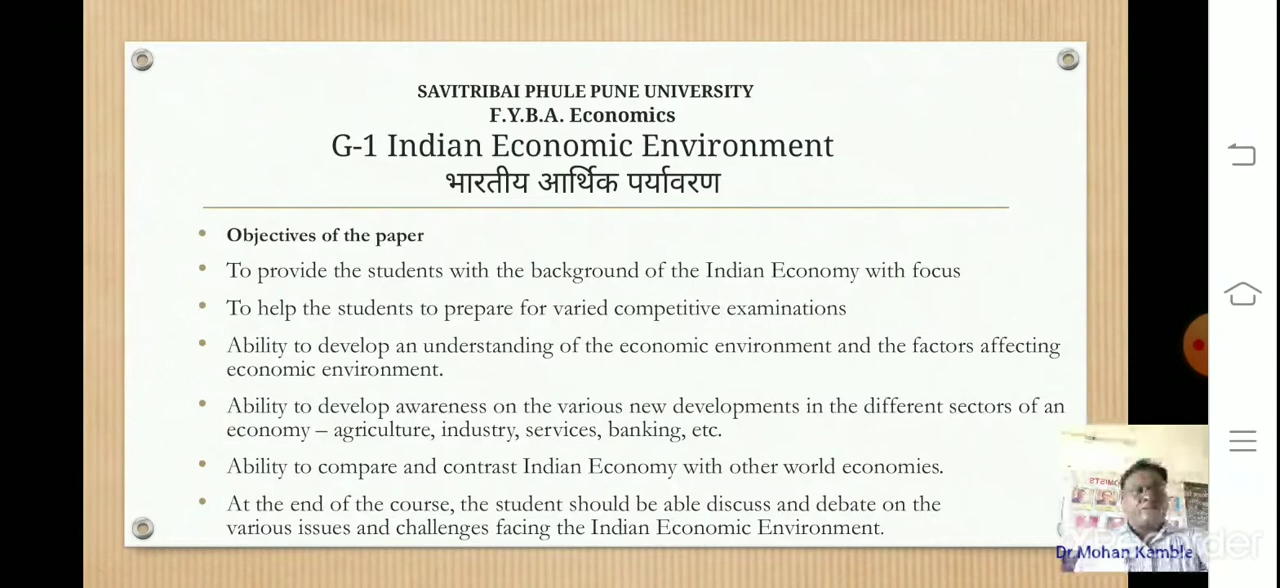 SAVITRIBAI PHULE PUNE UNIVERSITY
F.Y.B.A. Economics
G-1 Indian Economic Environment
भारतीय आर्थिक पर्यावरण
Objectives of the paper
To provide the students with the background of the Indian Economy with focus
To help the students to prepare for varied competitive examinations
Ability to develop an understanding of the economic environment and the factors affecting
economic environment.
Ability to develop awareness on the various new developments in the different sectors of an
economy – agriculture, industry, services, banking, etc.
Ability to compare and contrast Indian Economy with other world economies.
At the end of the course, the student should be able discuss and debate on the
various issues and challenges facing the Indian Economic Environment.
Dr Mohan Kamble